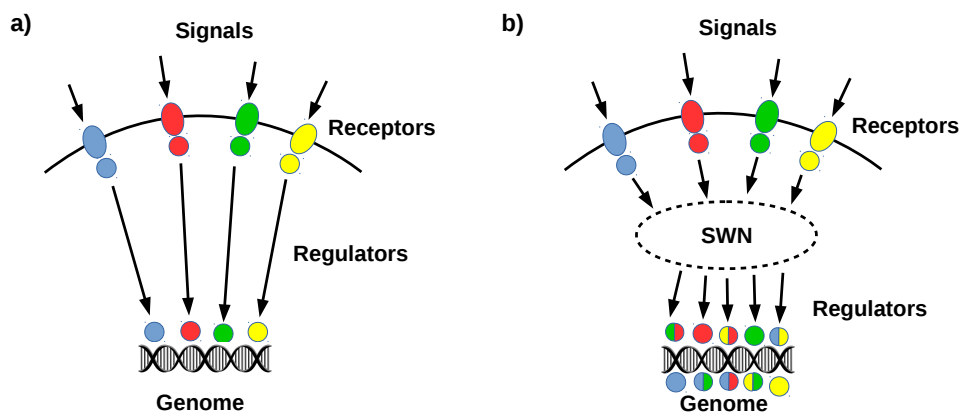 a)
Signals
Receptors
Regulators
Genome
b)
Signals
Receptors
SWN
Regulators
Genome